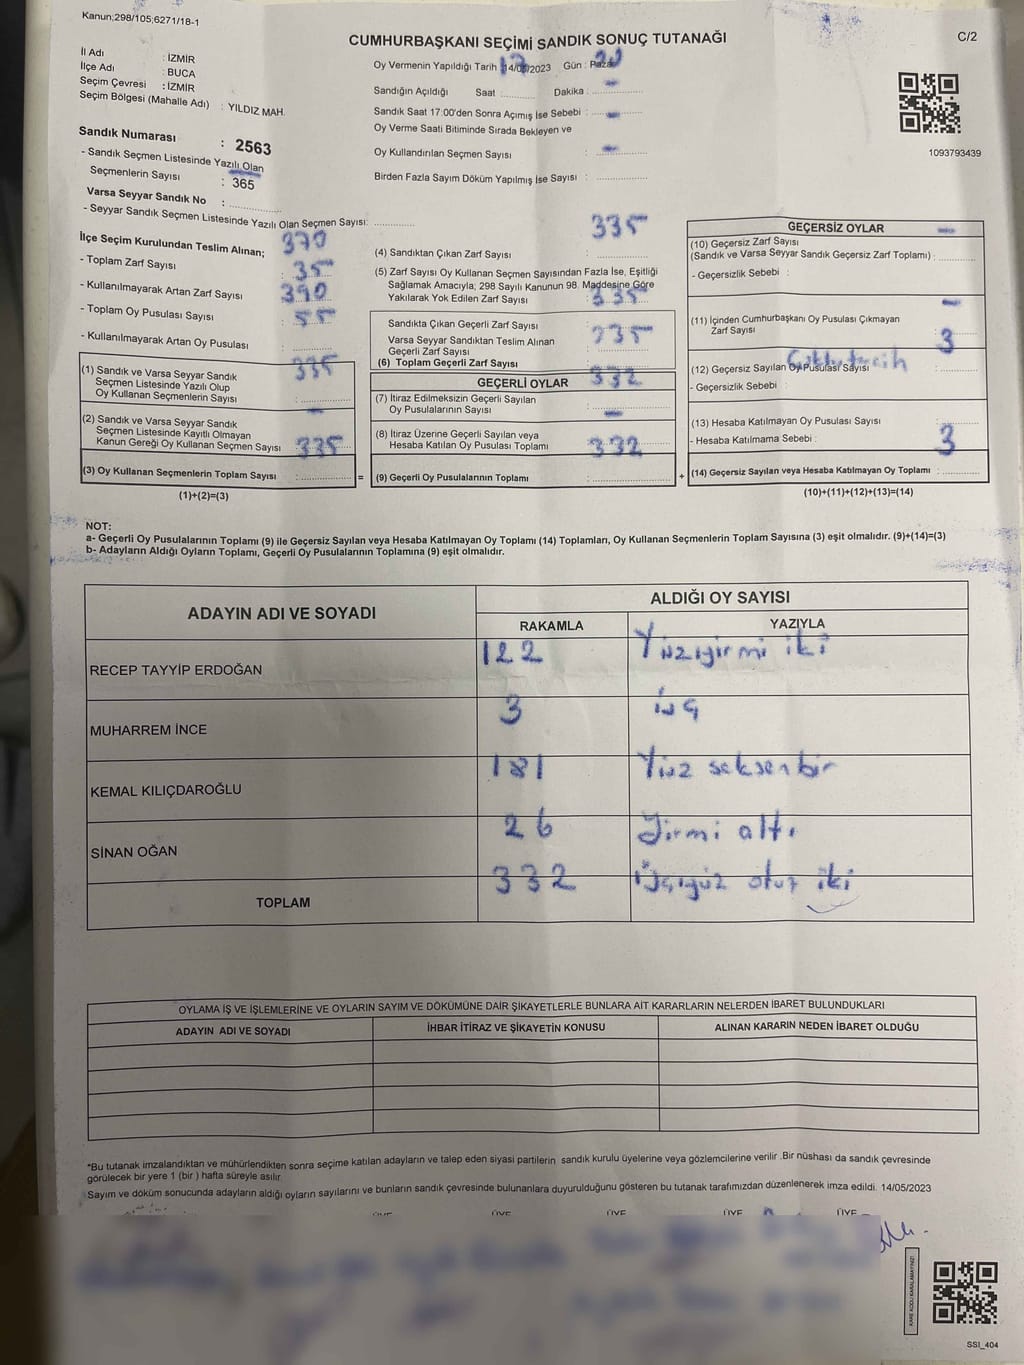 Kanun;298/105;6271/18-1
CUMHURBAŞKANI SEÇİMİ SANDIK SONUÇ TUTANAĞI
C/2
İl Adı : İZMİR
İlçe Adı : BUCA
Seçim Çevresi : İZMİR
Seçim Bölgesi (Mahalle Adı) : YILDIZ MAH.
Sandık Numarası : 2563
- Sandık Seçmen Listesinde Yazılı Olan
Seçmenlerin Sayısı : 365
Varsa Seyyar Sandık No :
- Seyyar Sandık Seçmen Listesinde Yazılı Olan Seçmen Sayısı:
Oy Vermenin Yapıldığı Tarih : 14/05/2023 Gün : Pazar
Sandığın Açıldığı Saat Dakika :
Sandık Saat 17:00'den Sonra Açımış İse Sebebi :
Oy Verme Saati Bitiminde Sırada Bekleyen ve
Oy Kullandırılan Seçmen Sayısı :
Birden Fazla Sayım Döküm Yapılmış İse Sayısı :
1093793439
İlçe Seçim Kurulundan Teslim Alınan;
- Toplam Zarf Sayısı : 370
- Kullanılmayarak Artan Zarf Sayısı : 35
- Toplam Oy Pusulası Sayısı : 390
- Kullanılmayarak Artan Oy Pusulası : 55
(1) Sandık ve Varsa Seyyar Sandık
Seçmen Listesinde Yazılı Olup
Oy Kullanan Seçmenlerin Sayısı : 335
(2) Sandık ve Varsa Seyyar Sandık
Seçmen Listesinde Kayıtlı Olmayan
Kanun Gereği Oy Kullanan Seçmen Sayısı : -
(3) Oy Kullanan Seçmenlerin Toplam Sayısı : 335
(1)+(2)=(3)
(4) Sandıktan Çıkan Zarf Sayısı : 335
(5) Zarf Sayısı Oy Kullanan Seçmen Sayısından Fazla İse, Eşitliği
Sağlamak Amacıyla; 298 Sayılı Kanunun 98. Maddesine Göre
Yakılarak Yok Edilen Zarf Sayısı :
Sandıkta Çıkan Geçerli Zarf Sayısı : 335
Varsa Seyyar Sandıktan Teslim Alınan
Geçerli Zarf Sayısı :
(6) Toplam Geçerli Zarf Sayısı : 335
GEÇERLİ OYLAR
(7) İtiraz Edilmeksizin Geçerli Sayılan
Oy Pusulalarının Sayısı : 332
(8) İtiraz Üzerine Geçerli Sayılan veya
Hesaba Katılan Oy Pusulası Toplamı : -
(9) Geçerli Oy Pusulalarının Toplamı : 332
GEÇERSİZ OYLAR
(10) Geçersiz Zarf Sayısı
(Sandık ve Varsa Seyyar Sandık Geçersiz Zarf Toplamı) : -
- Geçersizlik Sebebi :
(11) İçinden Cumhurbaşkanı Oy Pusulası Çıkmayan
Zarf Sayısı : -
(12) Geçersiz Sayılan Oy Pusulası Sayısı : 3
- Geçersizlik Sebebi : Çoklu tercih
(13) Hesaba Katılmayan Oy Pusulası Sayısı :
- Hesaba Katılmama Sebebi :
(14) Geçersiz Sayılan veya Hesaba Katılmayan Oy Toplamı : 3
(10)+(11)+(12)+(13)=(14)
NOT:
a- Geçerli Oy Pusulalarının Toplamı (9) ile Geçersiz Sayılan veya Hesaba Katılmayan Oy Toplamı (14) Toplamları, Oy Kullanan Seçmenlerin Toplam Sayısına (3) eşit olmalıdır. (9)+(14)=(3)
b- Adayların Aldığı Oyların Toplamı, Geçerli Oy Pusulalarının Toplamına (9) eşit olmalıdır.
ADAYIN ADI VE SOYADI ALDIĞI OY SAYISI
RAKAMLA YAZIYLA
RECEP TAYYİP ERDOĞAN 122 Yüzyirmi iki
MUHARREM İNCE 3 üç
KEMAL KILIÇDAROĞLU 181 Yüz seksenbir
SİNAN OĞAN 26 Yirmi altı
TOPLAM 332 Üçyüz otuz iki
OYLAMA İŞ VE İŞLEMLERİNE VE OYLARIN SAYIM VE DÖKÜMÜNE DAİR ŞİKAYETLERLE BUNLARA AİT KARARLARIN NELERDEN İBARET BULUNDUKLARI
ADAYIN ADI VE SOYADI İHBAR İTİRAZ VE ŞİKAYETİN KONUSU ALINAN KARARIN NEDEN İBARET OLDUĞU
*Bu tutanak imzalandıktan ve mühürlendikten sonra seçime katılan adayların ve talep eden siyasi partilerin sandık kurulu üyelerine veya gözlemcilerine verilir .Bir nüshası da sandık çevresinde
görülecek bir yere 1 (bir ) hafta süreyle asılır.
Sayım ve döküm sonucunda adayların aldığı oyların sayılarını ve bunların sandık çevresinde bulunanlara duyurulduğunu gösteren bu tutanak tarafımızdan düzenlenerek imza edildi. 14/05/2023
ÜYE ÜYE ÜYE ÜYE ÜYE
KARE KODU KARALAMAYINIZ!
SSI_404